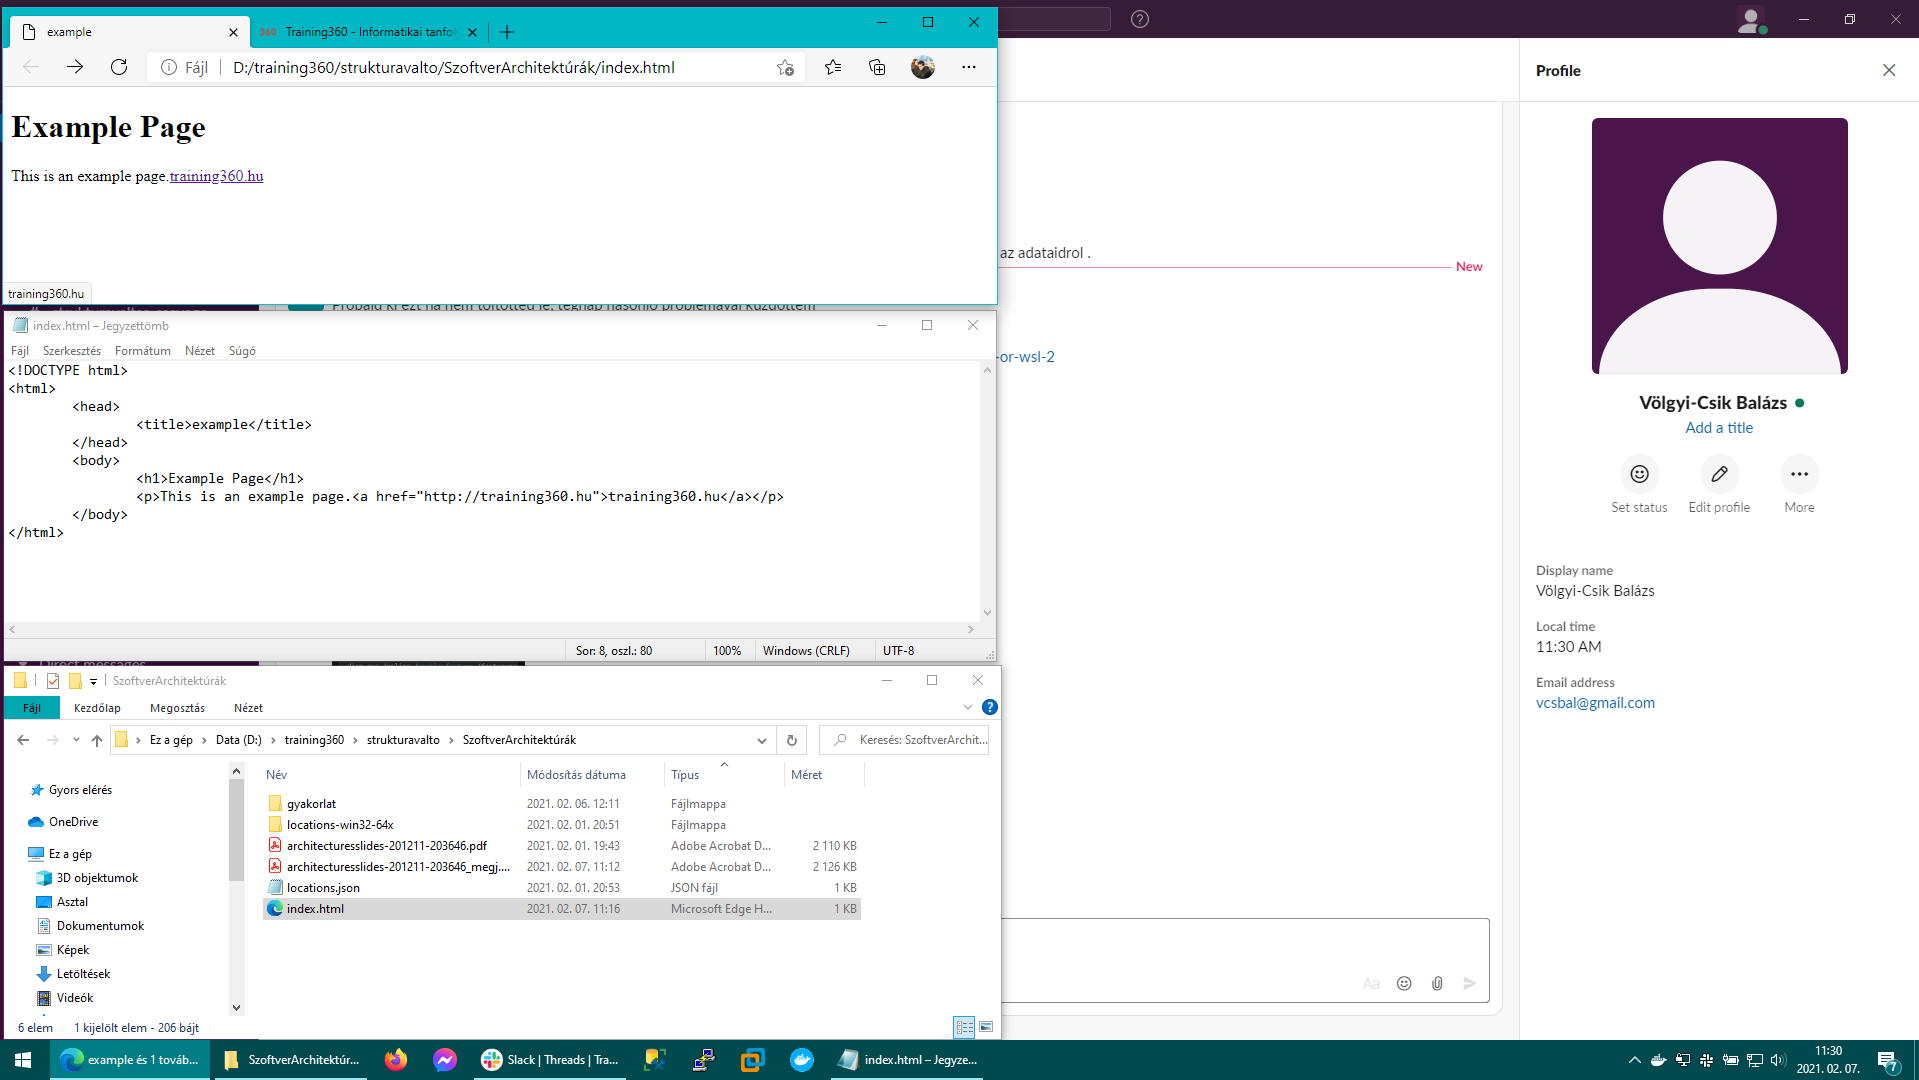 example
Training360 - Informatikai tanfol
Fájl
D:/training360/strukturavalto/SzoftverArchitektúrák/index.html
Example Page
This is an example page.training360.hu
training360.hu
index.html – Jegyzettömb
Fájl Szerkesztés Formátum Nézet Súgó
<!DOCTYPE html>
<html>
<head>
<title>example</title>
</head>
<body>
<h1>Example Page</h1>
<p>This is an example page.<a href="http://training360.hu">training360.hu</a></p>
</body>
</html>
Sor: 8, oszl.: 80 100% Windows (CRLF) UTF-8
az adataidrol .
New
-or-wsl-2
Direct messages
SzoftverArchitektúrák
Fájl Kezdőlap Megosztás Nézet
Ez a gép Data (D:) training360 strukturavalto SzoftverArchitektúrák
Keresés: SzoftverArchit...
Gyors elérés
OneDrive
Ez a gép
3D objektumok
Asztal
Dokumentumok
Képek
Letöltések
Videók
Név Módosítás dátuma Típus Méret
gyakorlat 2021. 02. 06. 12:11 Fájlmappa
locations-win32-64x 2021. 02. 01. 20:51 Fájlmappa
architecturesslides-201211-203646.pdf 2021. 02. 01. 19:43 Adobe Acrobat D... 2 110 KB
architecturesslides-201211-203646_megj.... 2021. 02. 07. 11:12 Adobe Acrobat D... 2 126 KB
locations.json 2021. 02. 01. 20:53 JSON fájl 1 KB
index.html 2021. 02. 07. 11:16 Microsoft Edge H... 1 KB
6 elem 1 kijelölt elem - 206 bájt
Profile
Völgyi-Csik Balázs
Add a title
Set status Edit profile More
Display name
Völgyi-Csik Balázs
Local time
11:30 AM
Email address
vcsbal@gmail.com
Aa
example és 1 továb...
SzoftverArchitektúr...
Slack | Threads | Tra...
index.html – Jegyze...
11:30
2021. 02. 07.
7